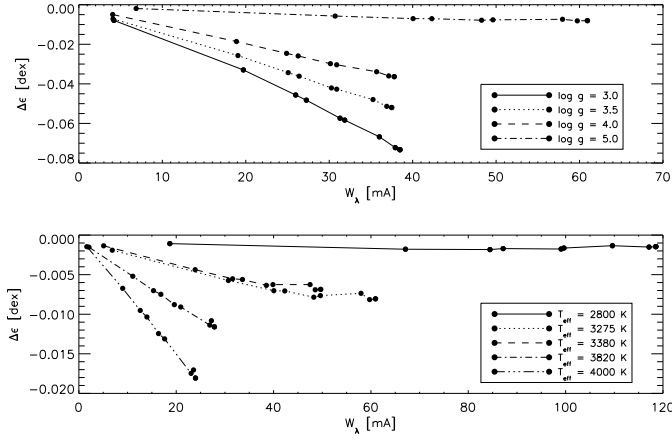 0.00
-0.02
-0.04
-0.06
-0.08
Δϵ [dex]
log g = 3.0
log g = 3.5
log g = 4.0
log g = 5.0
0 10 20 30 40 50 60 70
W_λ [mA]
0.000
-0.005
-0.010
-0.015
-0.020
Δϵ [dex]
T_eff = 2800 K
T_eff = 3275 K
T_eff = 3380 K
T_eff = 3820 K
T_eff = 4000 K
0 20 40 60 80 100 120
W_λ [mA]